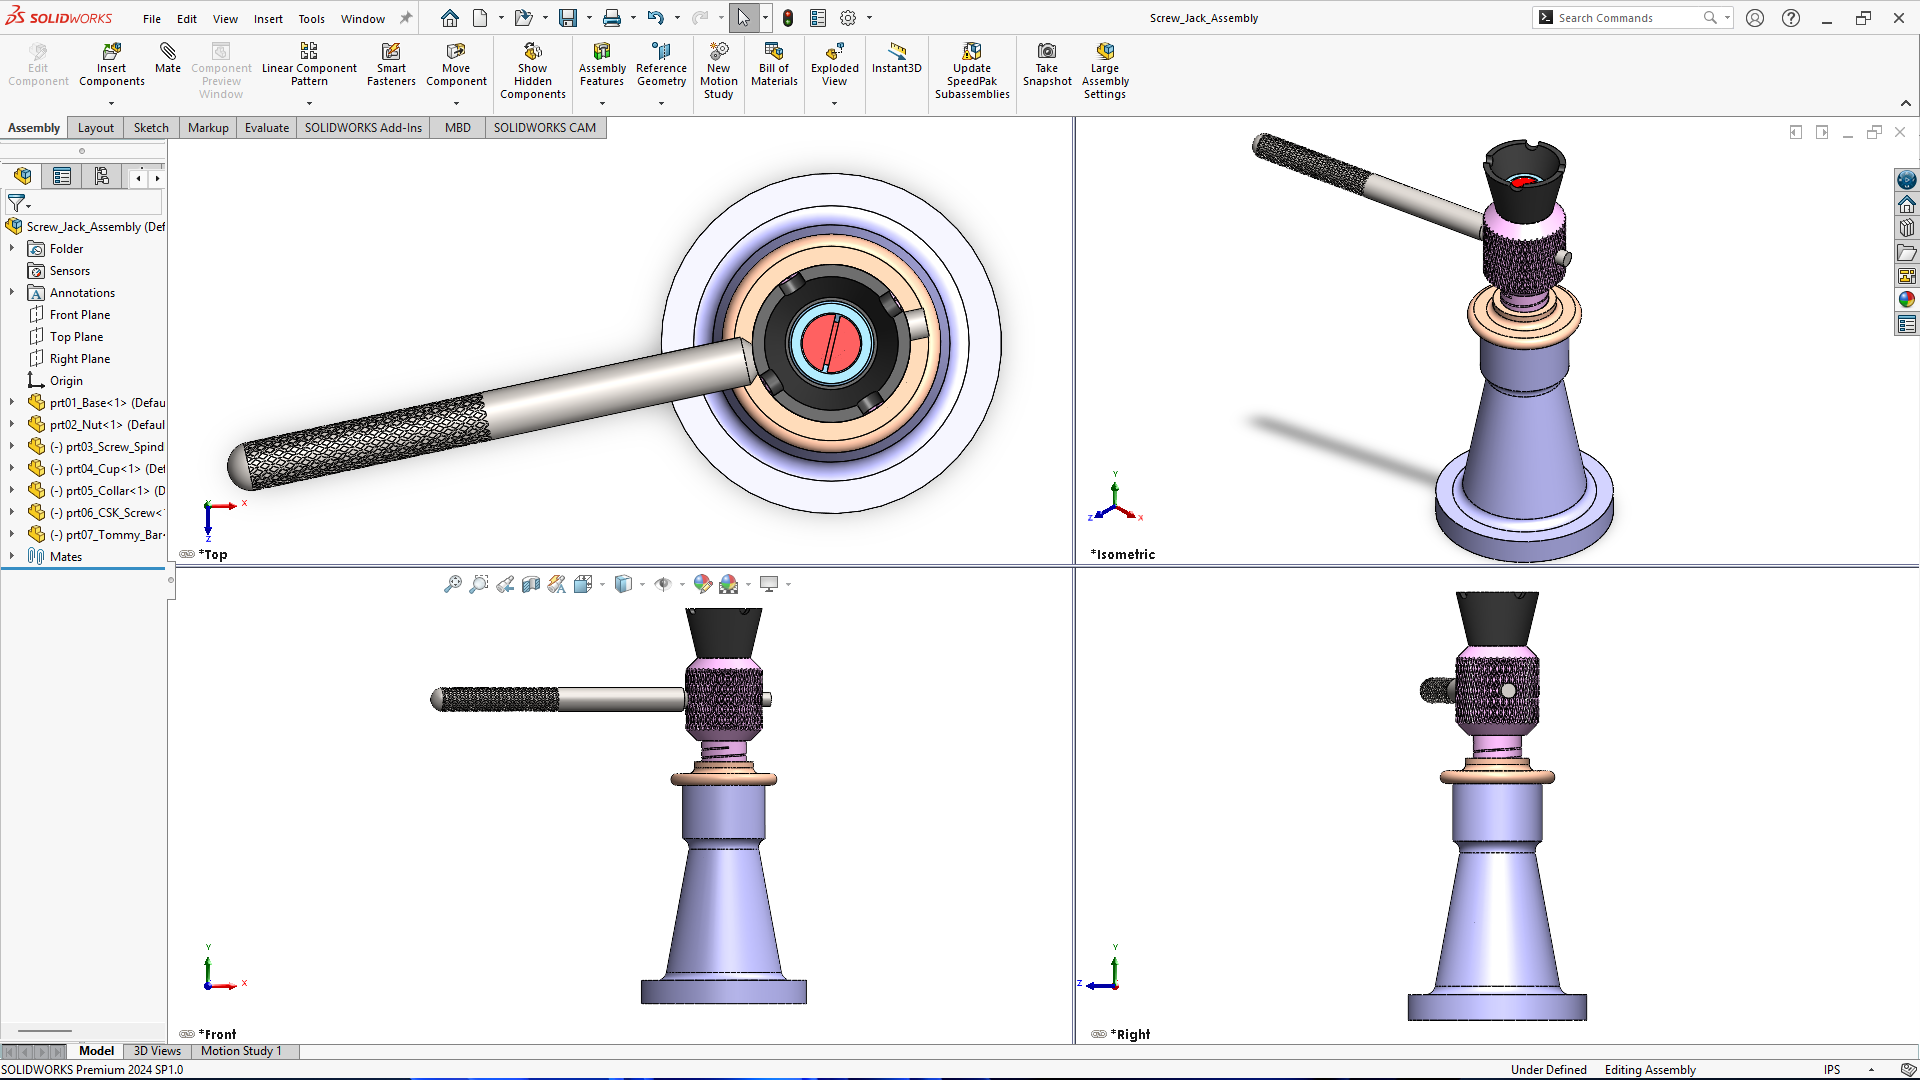 SOLIDWORKS
File Edit View Insert Tools Window
Screw_Jack_Assembly
Search Commands
Edit Component
Insert Components
Mate
Component Preview Window
Linear Component Pattern
Smart Fasteners
Move Component
Show Hidden Components
Assembly Features
Reference Geometry
New Motion Study
Bill of Materials
Exploded View
Instant3D
Update SpeedPak Subassemblies
Take Snapshot
Large Assembly Settings
Assembly Layout Sketch Markup Evaluate SOLIDWORKS Add-Ins MBD SOLIDWORKS CAM
Screw_Jack_Assembly (Def
Folder
Sensors
Annotations
Front Plane
Top Plane
Right Plane
Origin
prt01_Base<1> (Defau
prt02_Nut<1> (Defaul
(-) prt03_Screw_Spind
(-) prt04_Cup<1> (Def
(-) prt05_Collar<1> (D
(-) prt06_CSK_Screw<
(-) prt07_Tommy_Bar
Mates
Y X Z
*Top
Y Z X
*Isometric
Y X
*Front
Y Z
*Right
Model 3D Views Motion Study 1
SOLIDWORKS Premium 2024 SP1.0
Under Defined Editing Assembly IPS